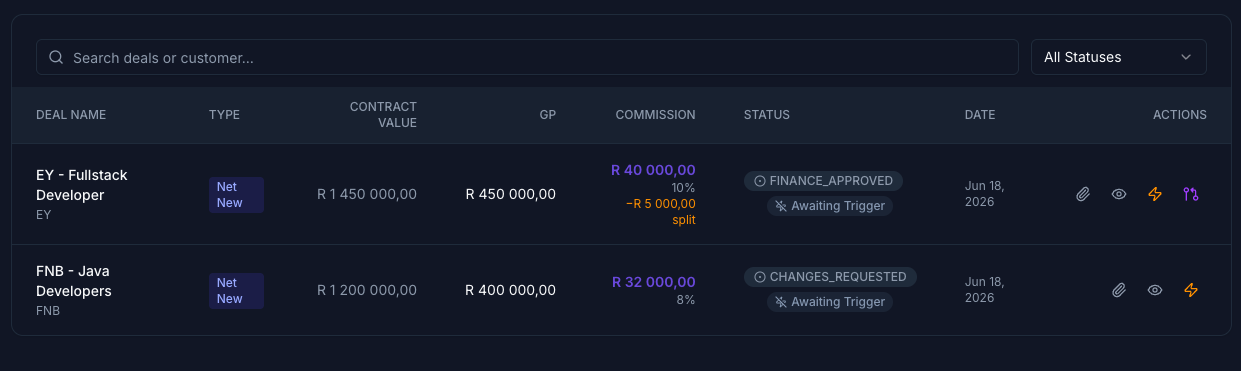 Search deals or customer...
All Statuses
DEAL NAME
TYPE
CONTRACT
VALUE
GP
COMMISSION
STATUS
DATE
ACTIONS
EY - Fullstack
Developer
EY
Net
New
R 1 450 000,00
R 450 000,00
R 40 000,00
10%
−R 5 000,00
split
FINANCE_APPROVED
Awaiting Trigger
Jun 18,
2026
FNB - Java
Developers
FNB
Net
New
R 1 200 000,00
R 400 000,00
R 32 000,00
8%
CHANGES_REQUESTED
Awaiting Trigger
Jun 18,
2026